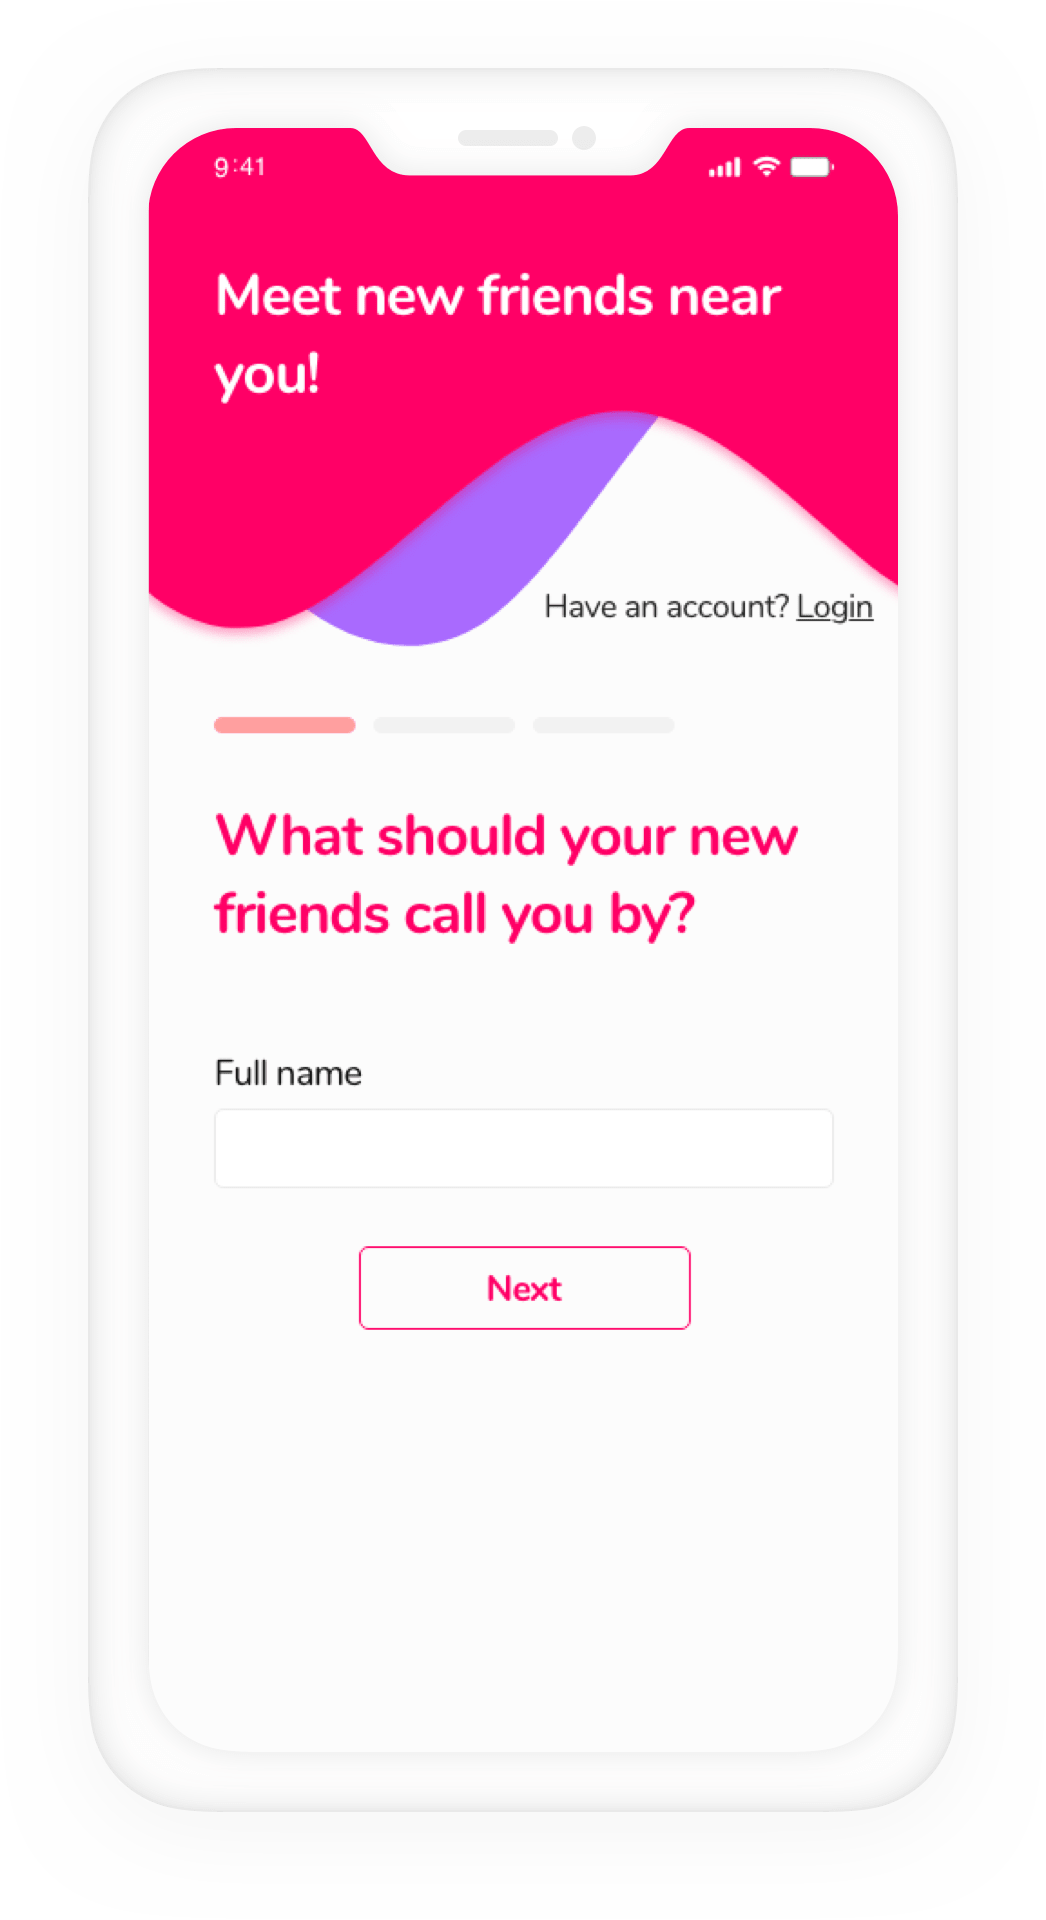 9:41
Meet new friends near
you!
Have an account? Login
What should your new
friends call you by?
Full name
Next